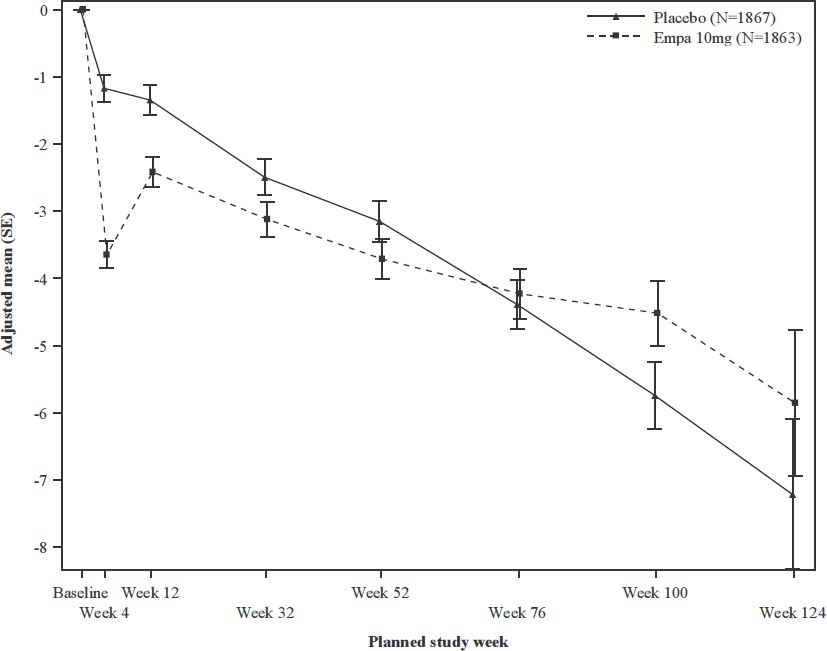 Placebo (N=1867)
Empa 10mg (N=1863)
Adjusted mean (SE)
0
-1
-2
-3
-4
-5
-6
-7
-8
Baseline Week 12 Week 52 Week 100
Week 4 Week 32 Week 76 Week 124
Planned study week